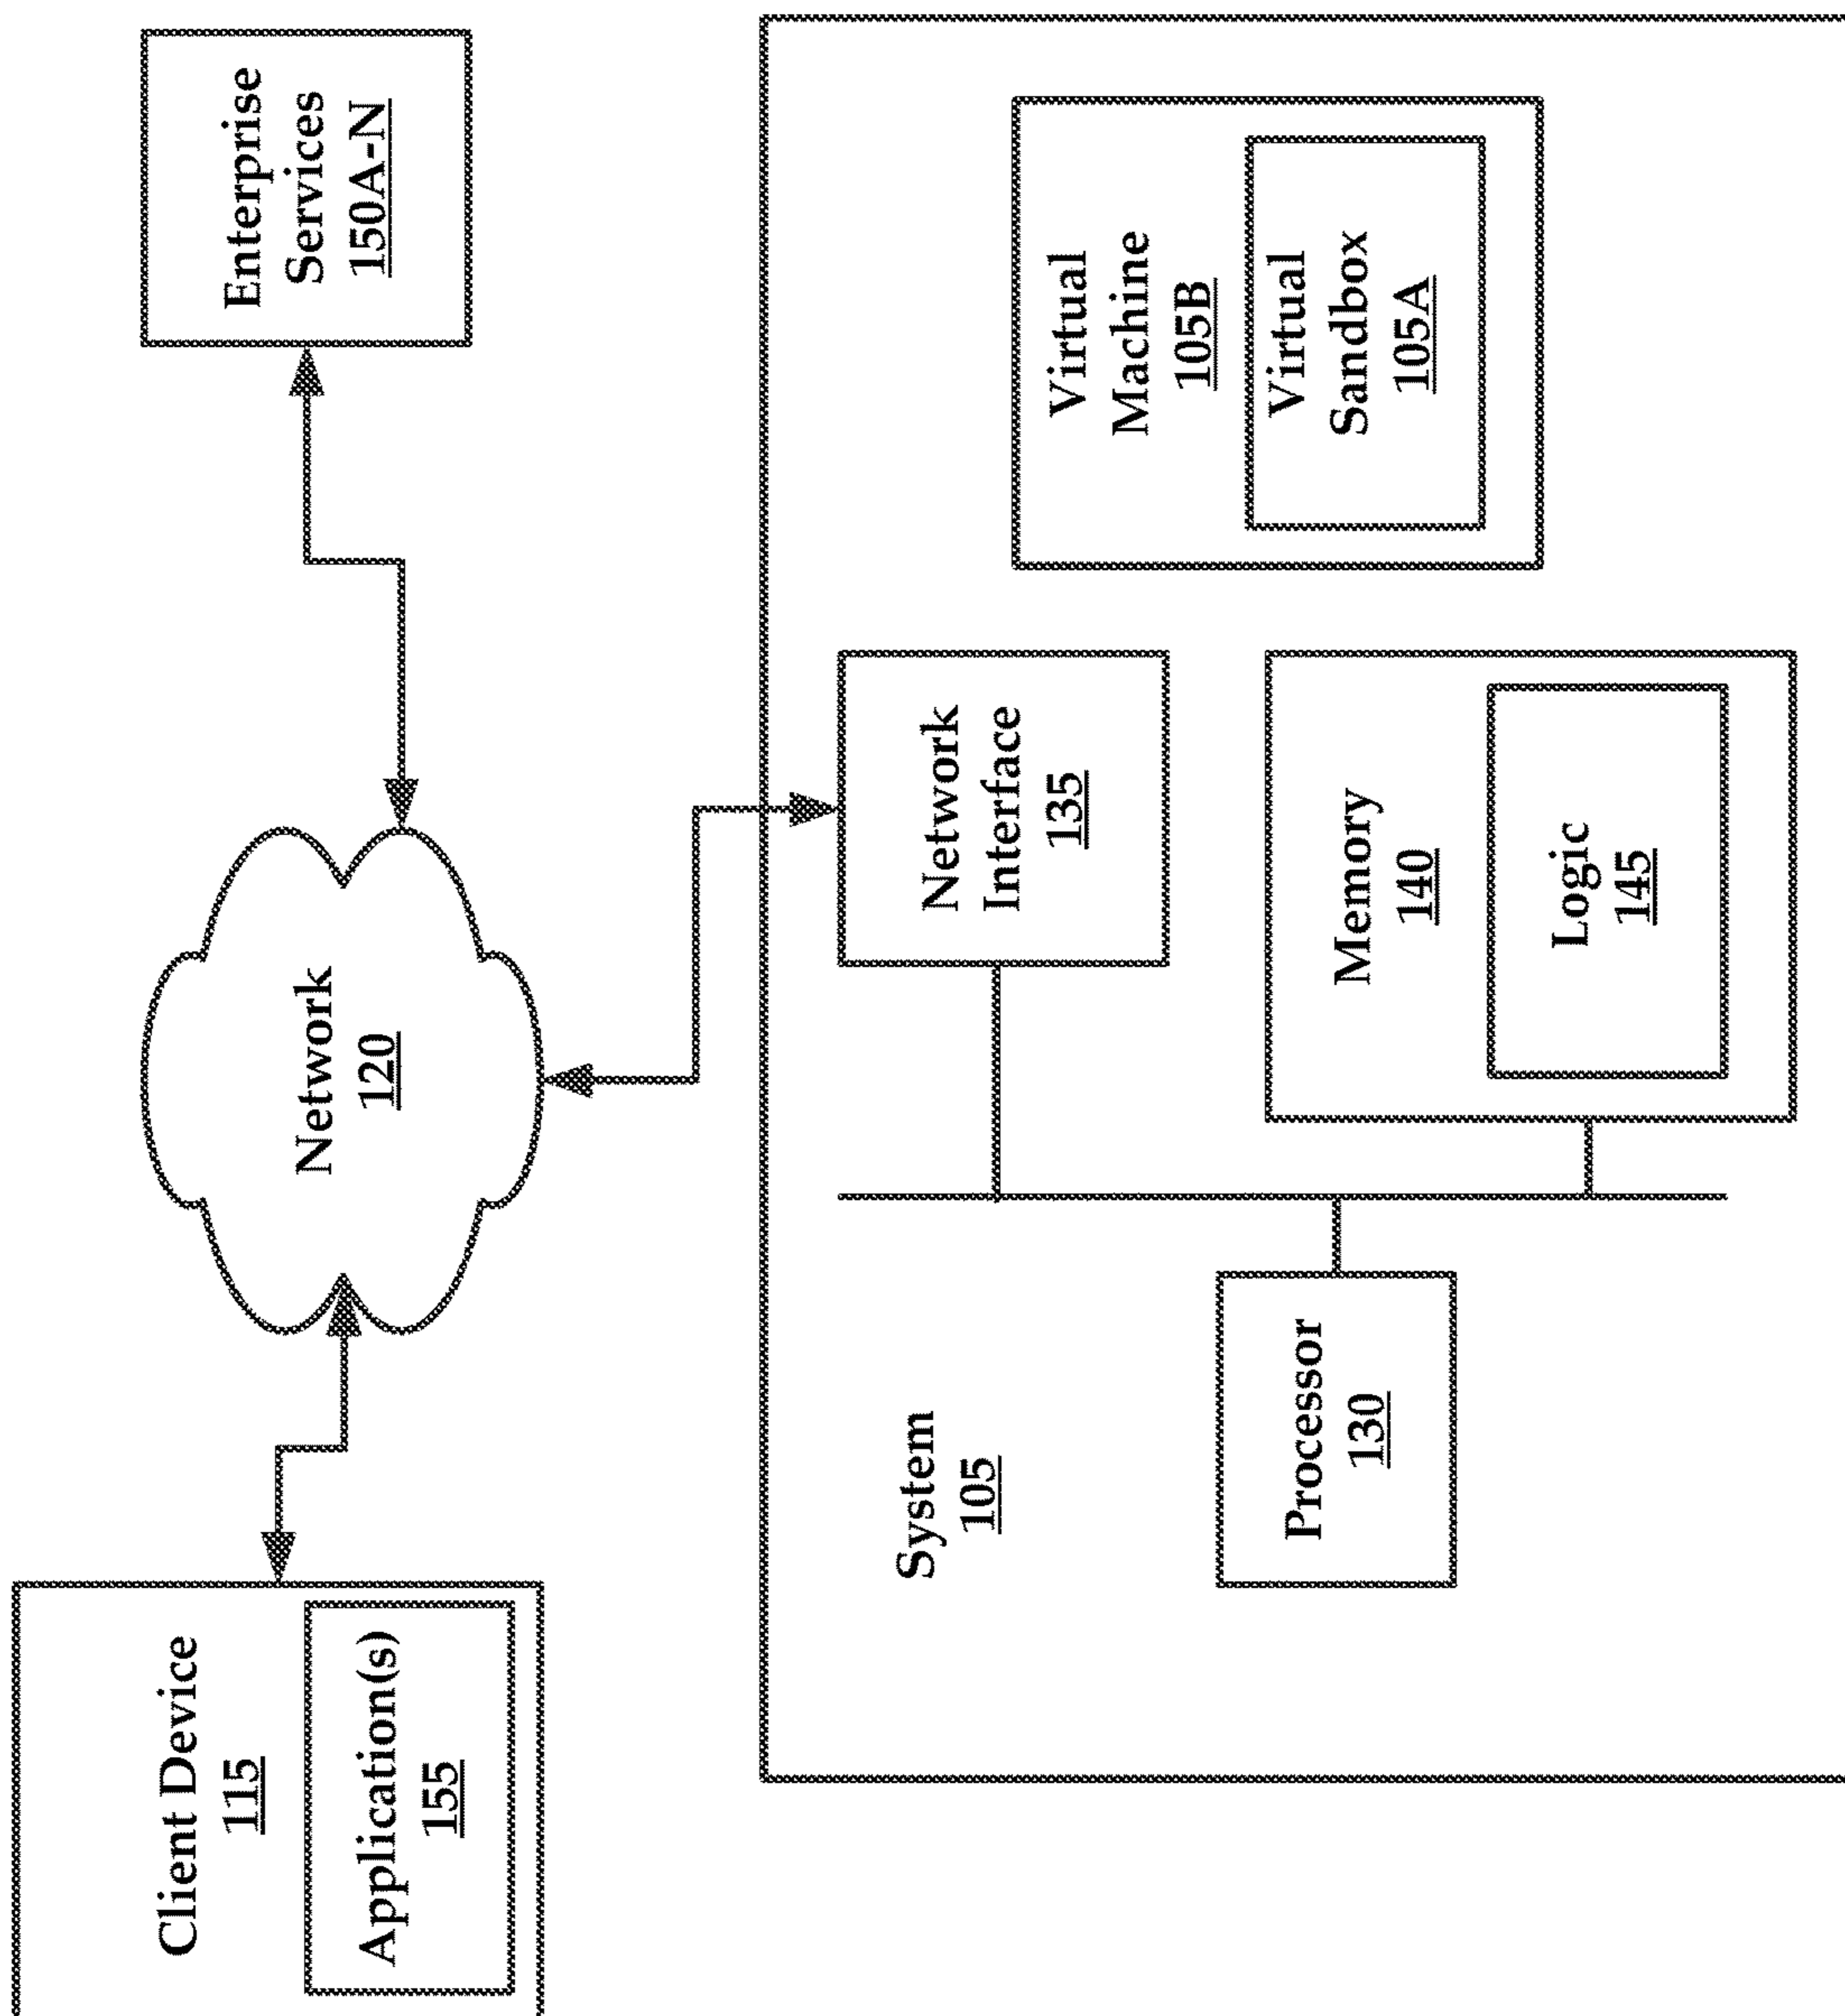 Client Device
115
Application(s)
155
Network
120
Enterprise
Services
150A-N
System
105
Processor
130
Network
Interface
135
Memory
140
Logic
145
Virtual
Machine
105B
Virtual
Sandbox
105A